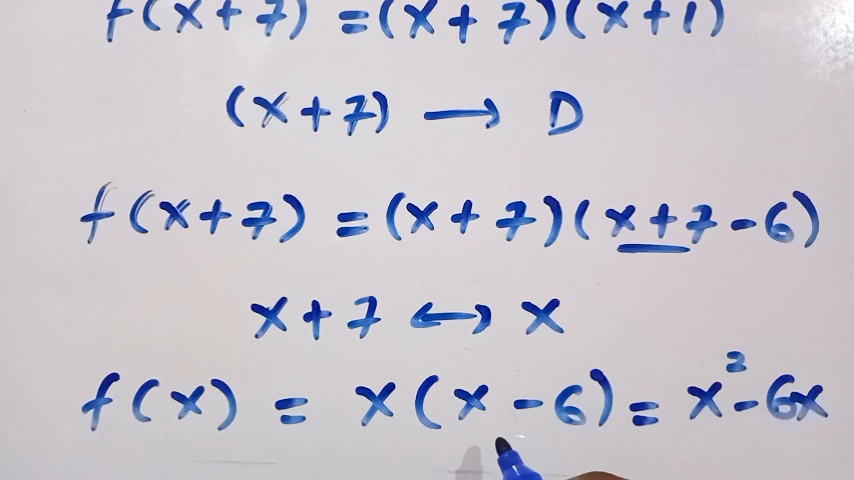 f(x+7) =(x+7)(x+1)
(x+7) → D
f(x+7) =(x+7)(x+7-6)
x+7 ↔ x
f(x) = x(x-6) = x²-6x